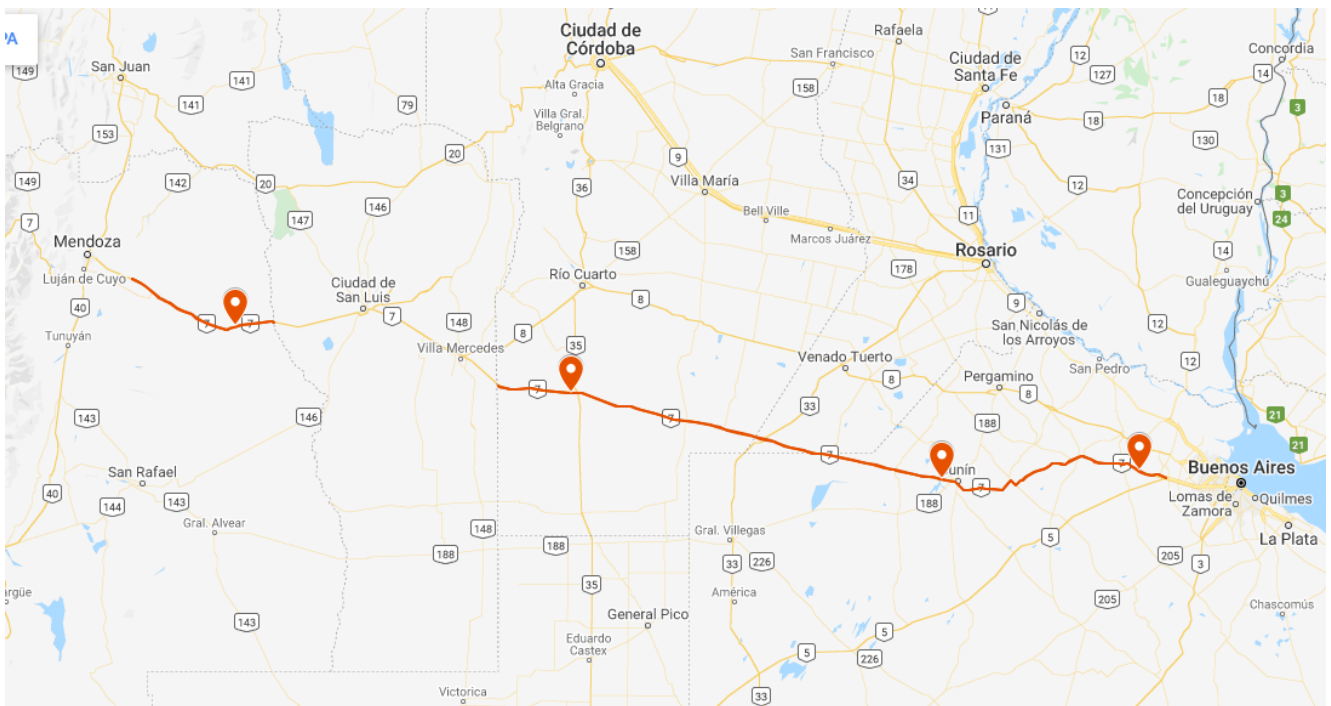 PA
Ciudad de
Córdoba
Rafaela
Concordia
San Francisco
Ciudad de
Santa Fe
12
127
14
149
San Juan
141
Alta Gracia
158
18
3
141
79
Villa Gral.
Belgrano
Paraná
18
153
9
131
130
20
149
142
20
36
Villa María
34
12
Concepción
del Uruguay
3
147
146
Bell Ville
11
24
7
Marcos Juárez
Mendoza
158
Rosario
14
Luján de Cuyo
Río Cuarto
178
Gualeguaychú
Ciudad de
San Luis
8
9
40
7
7
7
148
8
San Nicolás de
los Arroyos
12
Tunuyán
Villa Mercedes
35
Venado Tuerto
San Pedro
12
7
8
Pergamino
8
143
146
7
33
188
21
7
21
San Rafael
7
Buenos Aires
40
144
143
unín
7
Lomas de
Zamora
Quilmes
188
Gral. Alvear
148
Gral. Villegas
5
La Plata
188
188
226
205
3
35
33
América
205
Chascomús
argüe
143
General Pico
5
Eduardo
Castex
5
226
Victorica
33